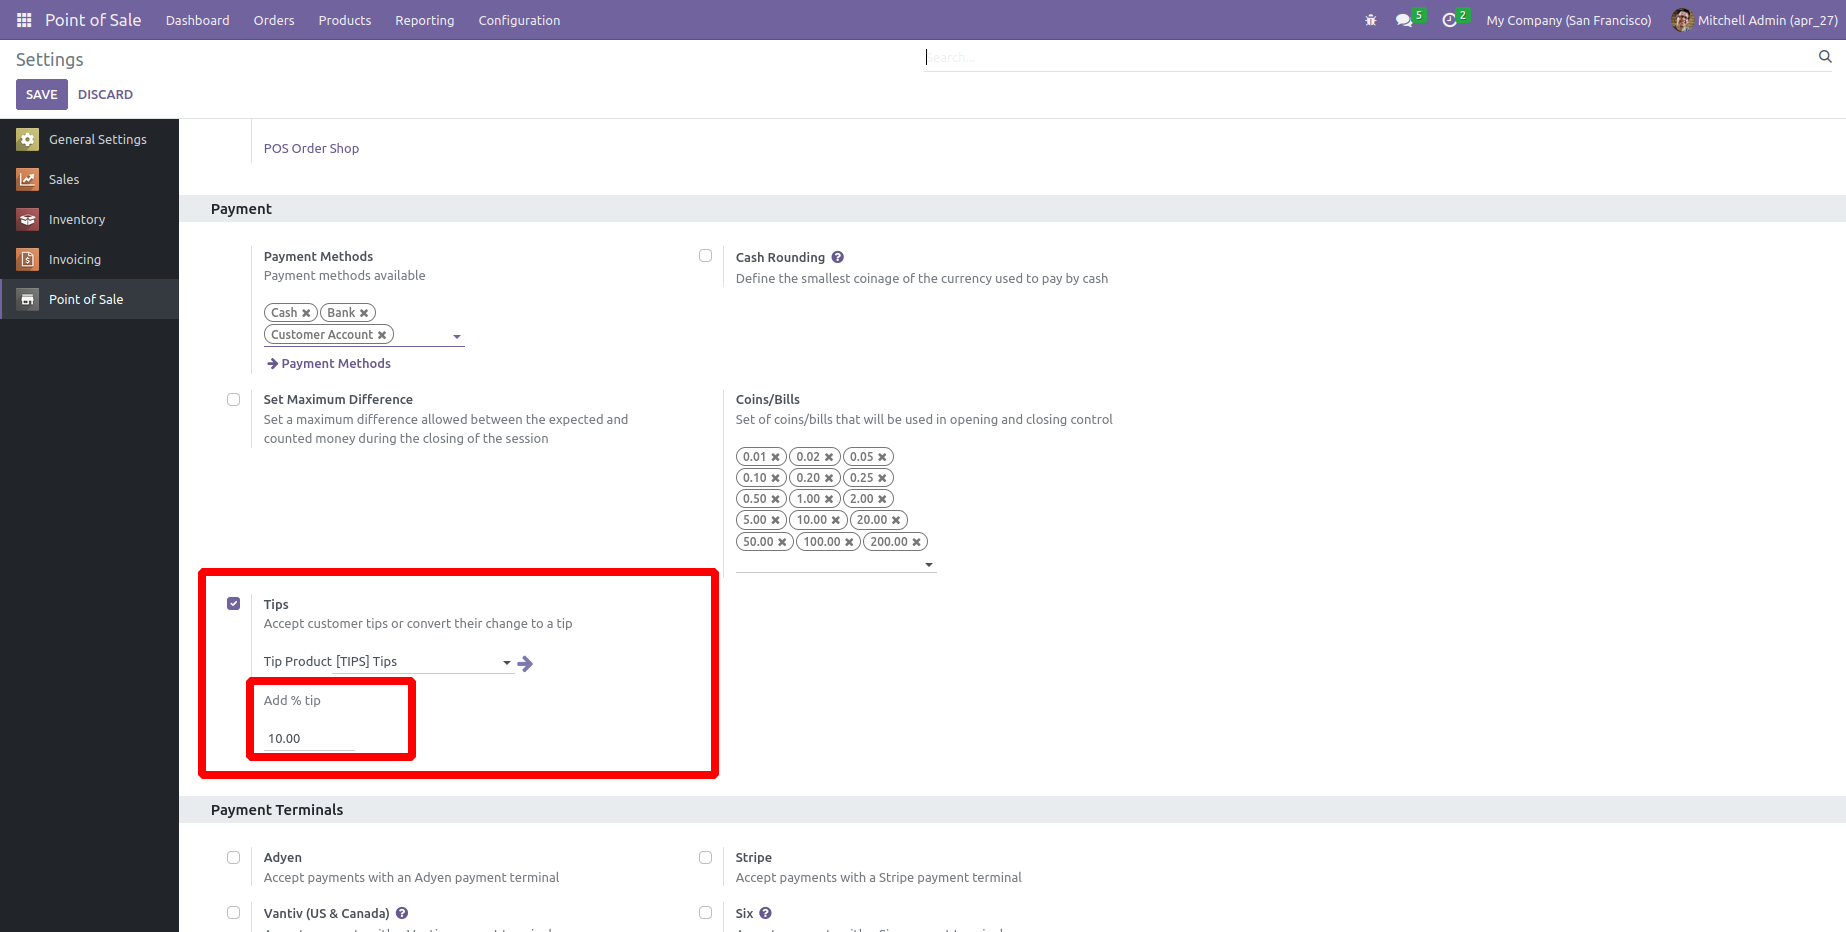 Point of Sale Dashboard Orders Products Reporting Configuration 5 2 My Company (San Francisco) Mitchell Admin (apr_27)
Settings
Search...
SAVE DISCARD
General Settings
Sales
Inventory
Invoicing
Point of Sale
POS Order Shop
Payment
Payment Methods
Payment methods available
Cash Bank
Customer Account
Payment Methods
Cash Rounding
Define the smallest coinage of the currency used to pay by cash
Set Maximum Difference
Set a maximum difference allowed between the expected and
counted money during the closing of the session
Coins/Bills
Set of coins/bills that will be used in opening and closing control
0.01 0.02 0.05
0.10 0.20 0.25
0.50 1.00 2.00
5.00 10.00 20.00
50.00 100.00 200.00
Tips
Accept customer tips or convert their change to a tip
Tip Product [TIPS] Tips
Add % tip
10.00
Payment Terminals
Adyen
Accept payments with an Adyen payment terminal
Stripe
Accept payments with a Stripe payment terminal
Vantiv (US & Canada)
Six